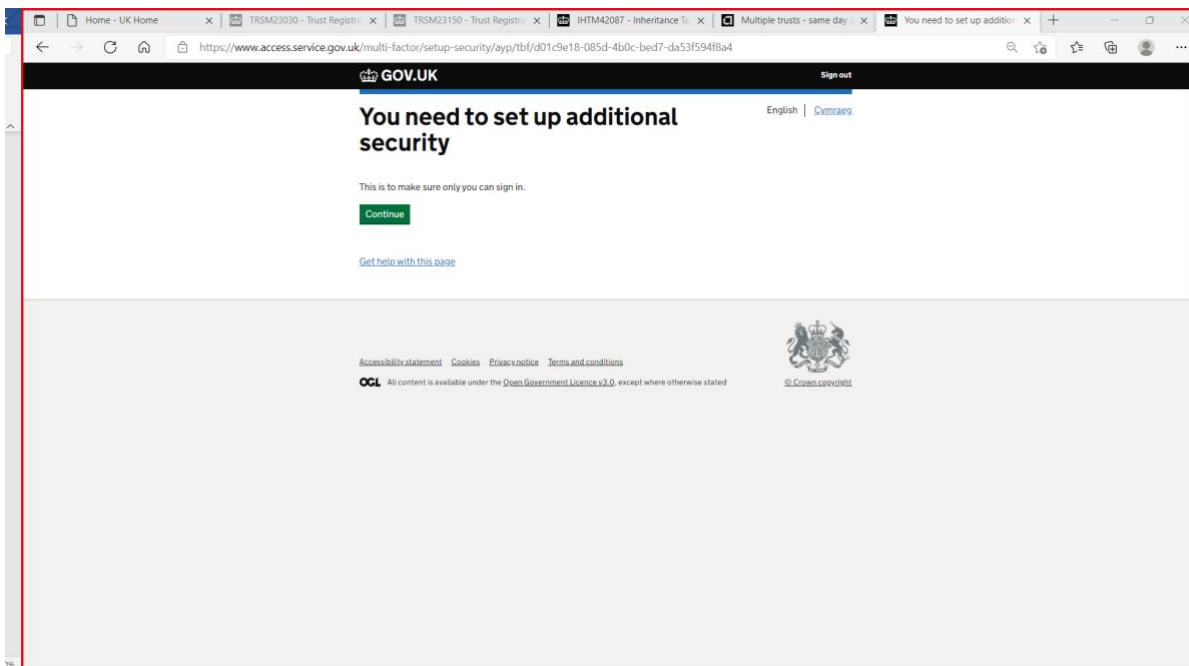 Home - UK Home
TRSM23030 - Trust Registr
TRSM23150 - Trust Registr
IHTM42087 - Inheritance Ta
Multiple trusts - same day a
You need to set up addition
https://www.access.service.gov.uk/multi-factor/setup-security/ayp/tbf/d01c9e18-085d-4b0c-bed7-da53f594f8a4
GOV.UK
Sign out
You need to set up additional
security
English | Cymraeg
This is to make sure only you can sign in.
Continue
Get help with this page
Accessibility statement Cookies Privacy notice Terms and conditions
OGL All content is available under the Open Government Licence v3.0, except where otherwise stated
© Crown copyright